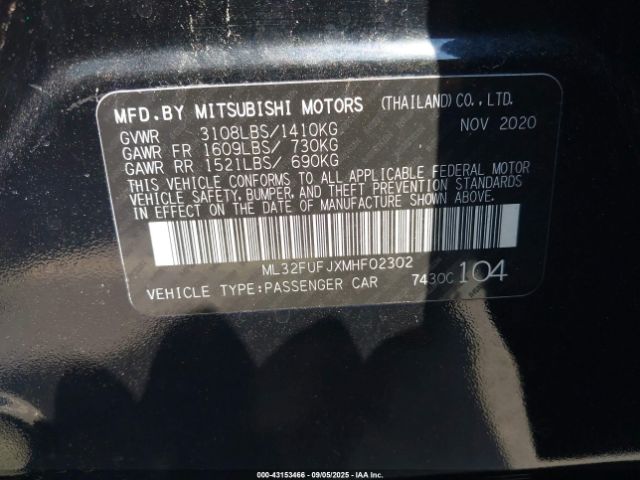 MFD. BY MITSUBISHI MOTORS (THAILAND) CO., LTD.
GVWR 3108LBS/1410KG NOV 2020
GAWR FR 1609LBS/ 730KG
GAWR RR 1521LBS/ 690KG
THIS VEHICLE CONFORMS TO ALL APPLICABLE FEDERAL MOTOR
VEHICLE SAFETY, BUMPER, AND THEFT PREVENTION STANDARDS
IN EFFECT ON THE DATE OF MANUFACTURE SHOWN ABOVE.
ML32FUFJXMHF02302
VEHICLE TYPE:PASSENGER CAR 7430C104
000-43153466 - 09/05/2025 - IAA Inc.